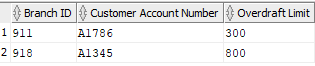 Branch ID Customer Account Number Overdraft Limit
1 911 A1786 300
2 918 A1345 800